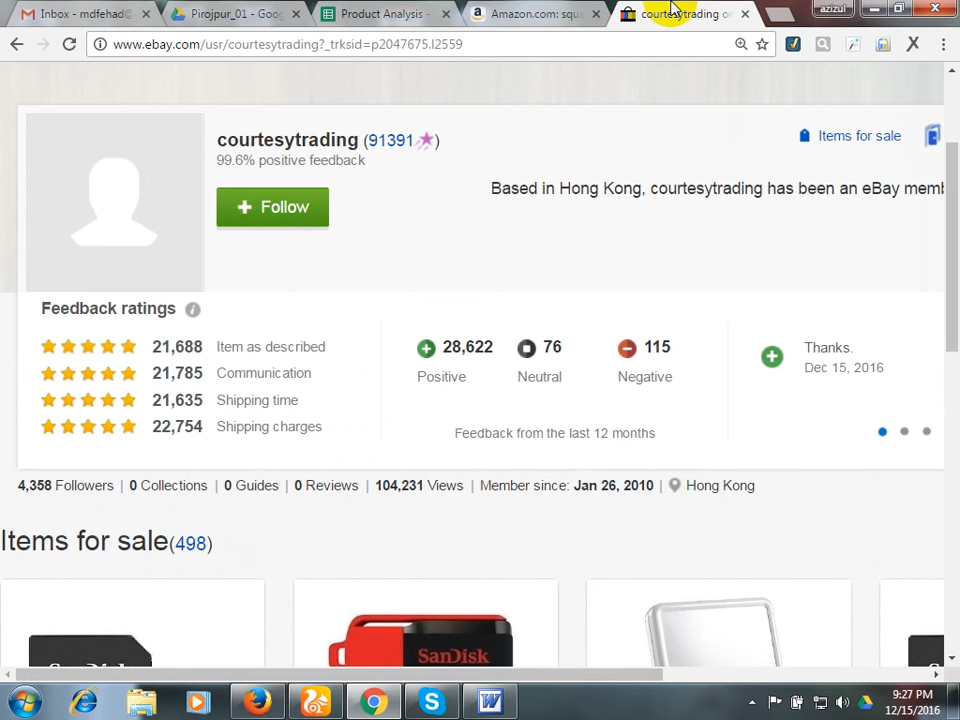 Inbox - mdfehad@
Pirojpur_01 - Goog
Product Analysis -
Amazon.com: squ
courtesytrading o
azizul
www.ebay.com/usr/courtesytrading?_trksid=p2047675.l2559
courtesytrading (91391)
99.6% positive feedback
Items for sale
+ Follow
Based in Hong Kong, courtesytrading has been an eBay memb
Feedback ratings
21,688 Item as described
21,785 Communication
21,635 Shipping time
22,754 Shipping charges
28,622 76 115
Positive Neutral Negative
Feedback from the last 12 months
Thanks.
Dec 15, 2016
4,358 Followers | 0 Collections | 0 Guides | 0 Reviews | 104,231 Views | Member since: Jan 26, 2010 | Hong Kong
Items for sale(498)
SanDisk
9:27 PM
12/15/2016